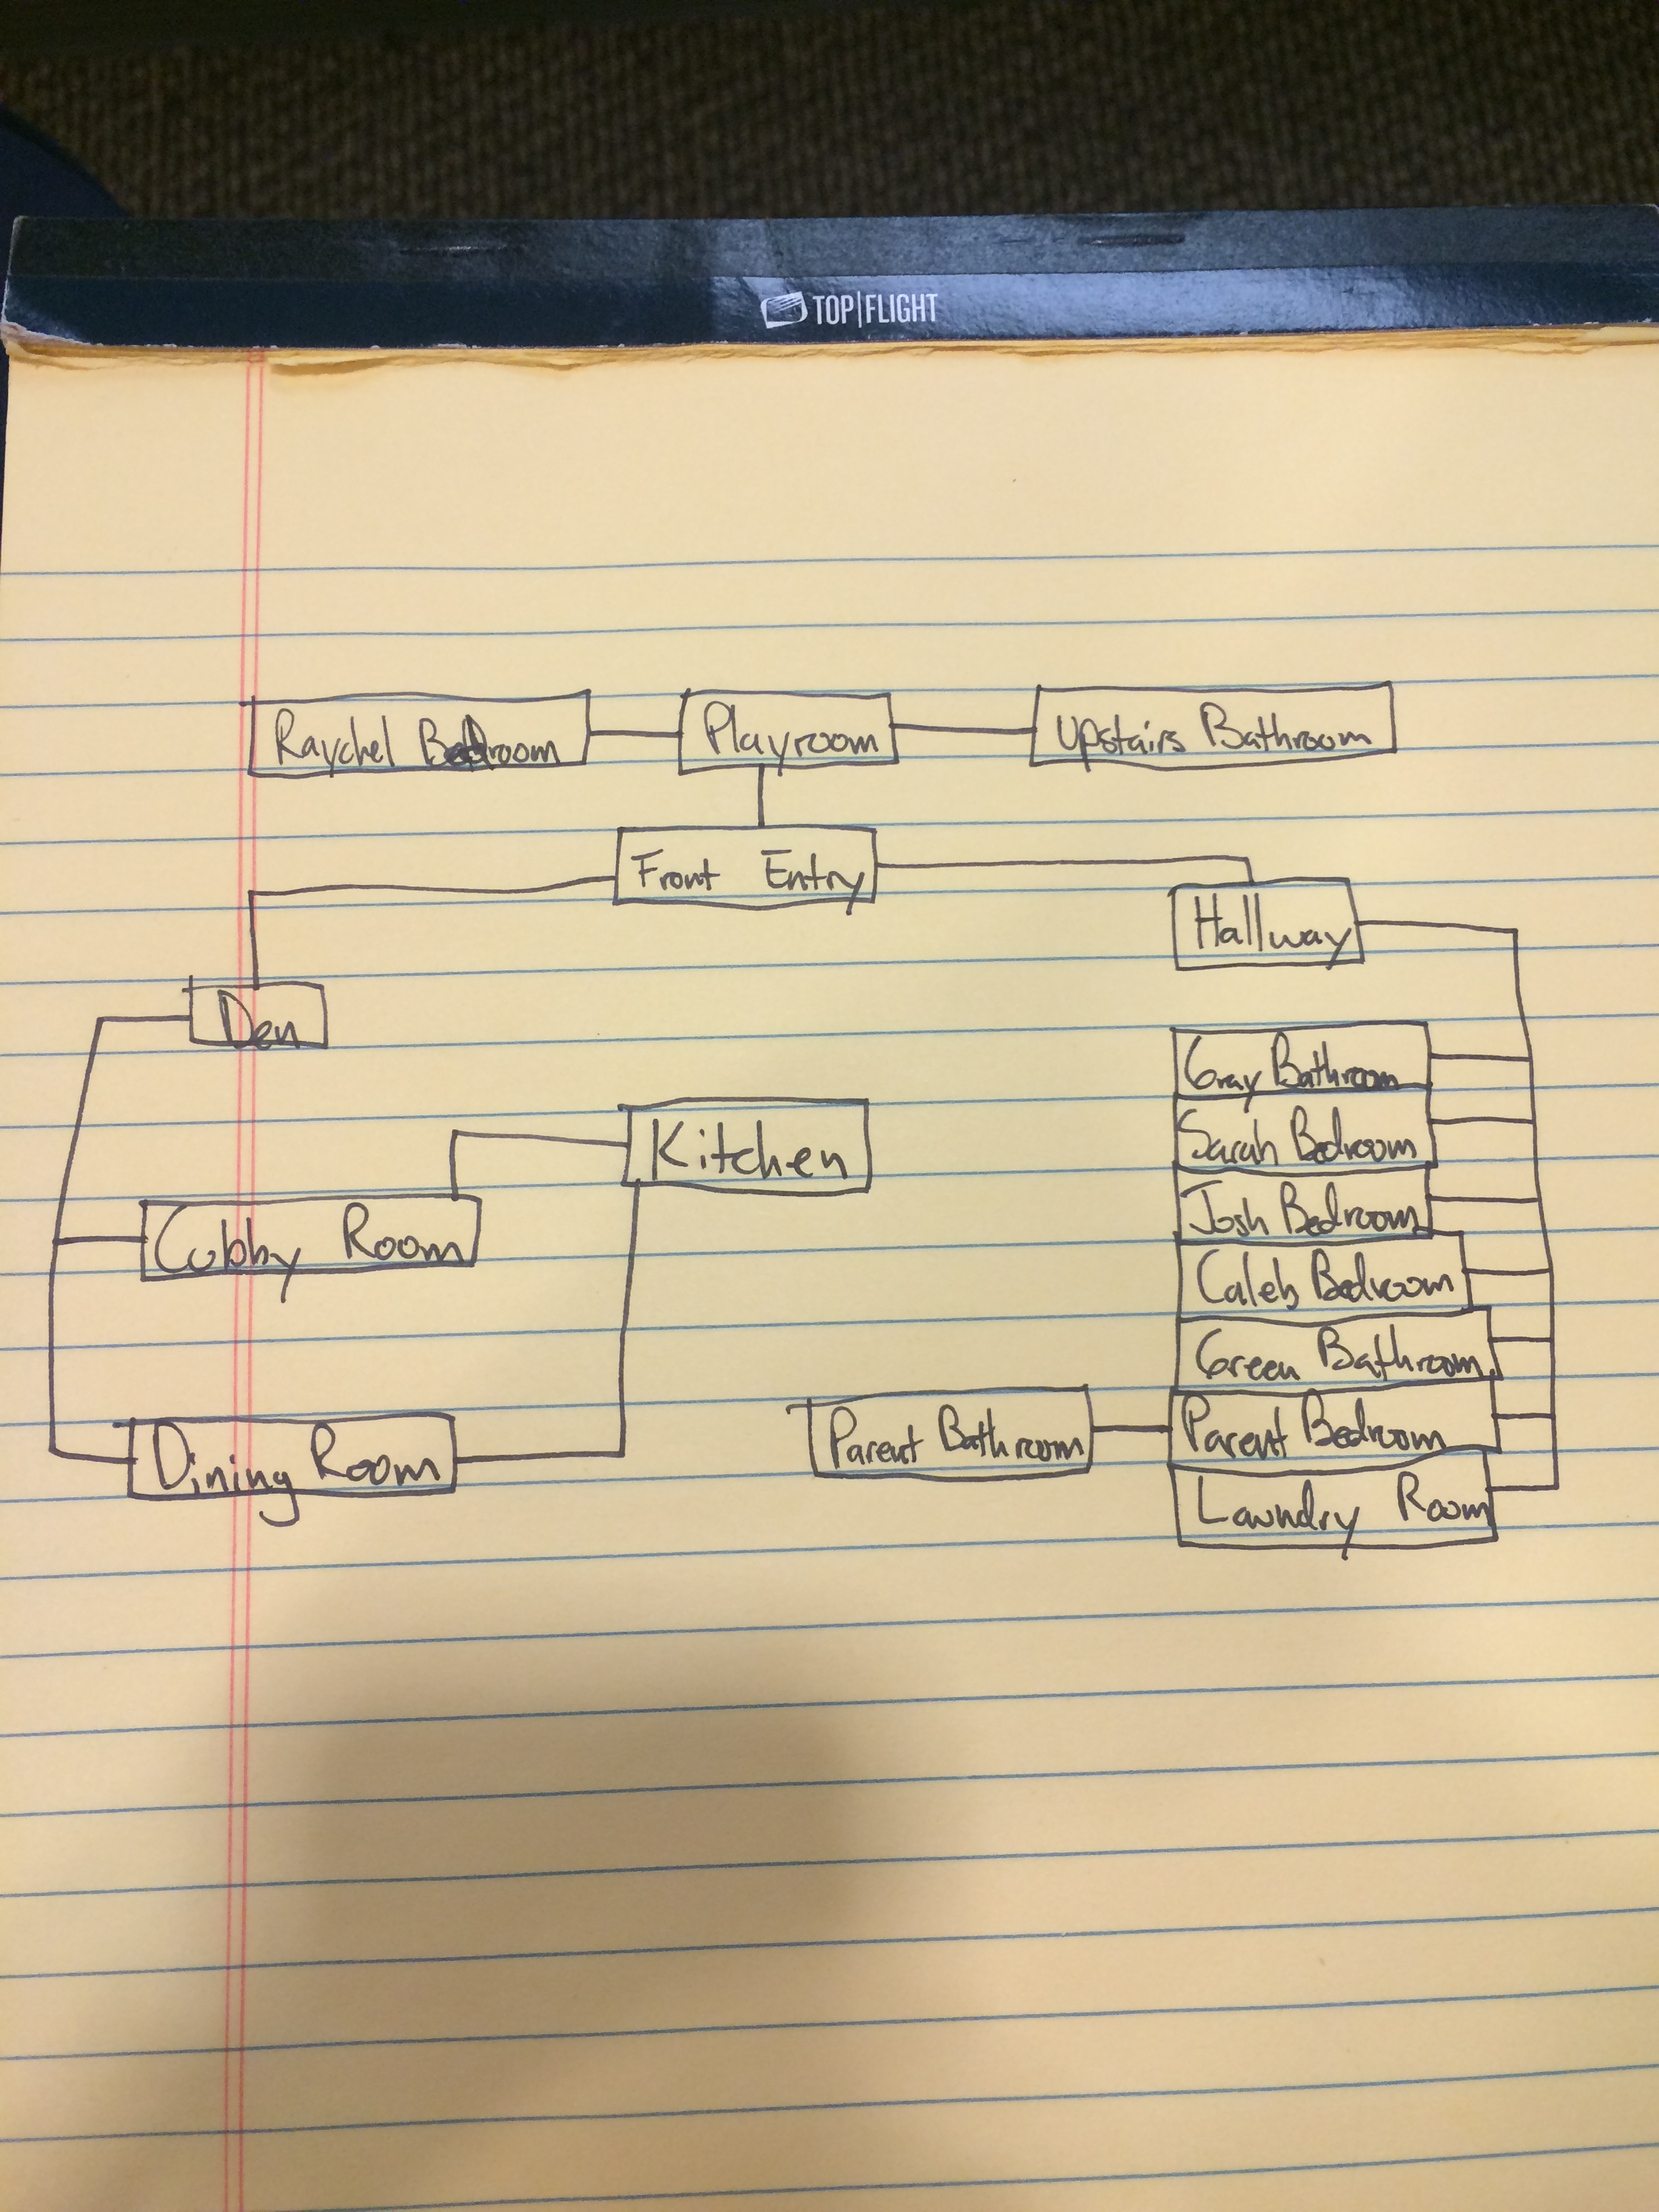 TOP|FLIGHT
Raychel Bedroom
Playroom
Upstairs Bathroom
Front Entry
Hallway
Den
Gray Bathroom
Kitchen
Sarah Bedroom
Josh Bedroom
Cubby Room
Caleb Bedroom
Green Bathroom
Parent Bathroom
Parent Bedroom
Dining Room
Laundry Room